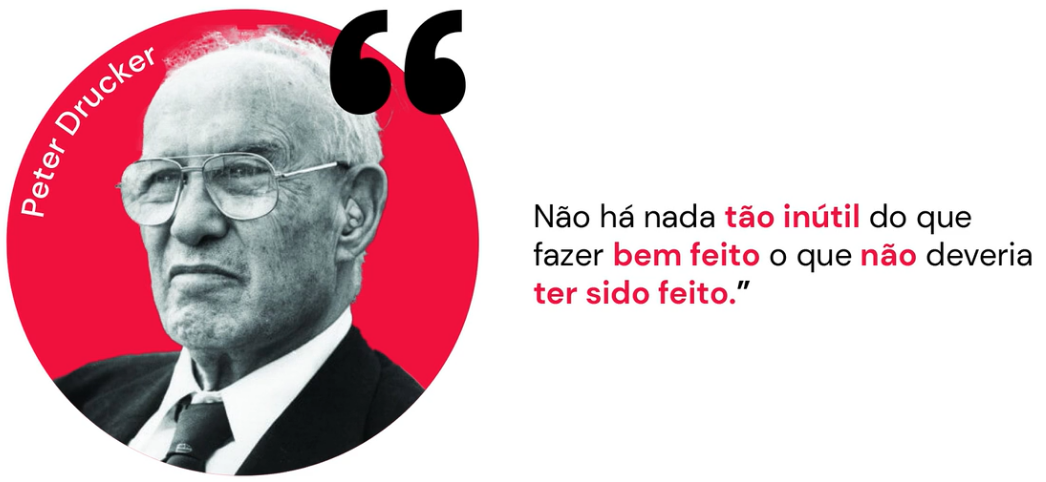 Peter Drucker
“
Não há nada tão inútil do que
fazer bem feito o que não deveria
ter sido feito.”